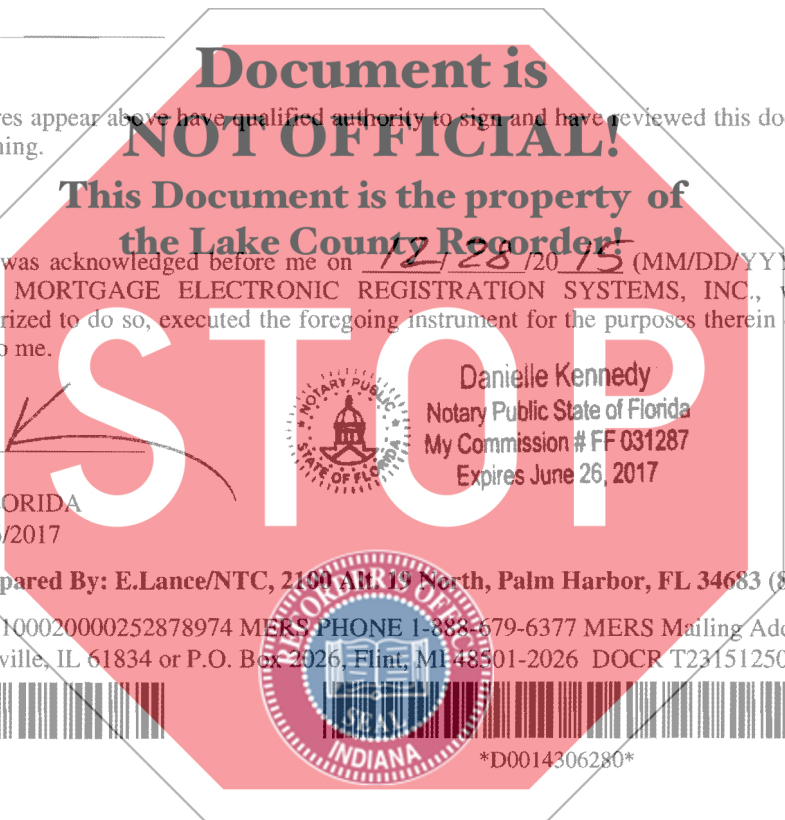 Document is
res appear above have qualified authority to sign and have reviewed this do
NOT OFFICIAL!
ning.
This Document is the property of
the Lake County Recorder!
was acknowledged before me on 12/28/2015 (MM/DD/YYY
MORTGAGE ELECTRONIC REGISTRATION SYSTEMS, INC.,
rized to do so, executed the foregoing instrument for the purposes therein
o me.
STOP
NOTARY PUBLIC
STATE OF FLORIDA
Danielle Kennedy
Notary Public State of Florida
My Commission # FF 031287
Expires June 26, 2017
ORIDA
/2017
pared By: E.Lance/NTC, 2100 Alt. 19 North, Palm Harbor, FL 34683 (8
100020000252878974 MERS PHONE 1-888-679-6377 MERS Mailing Add
ville, IL 61834 or P.O. Box 2026, Flint, MI 48501-2026 DOCR T23151250
RECORDER'S OFFICE
SEAL
INDIANA
*D0014306280*